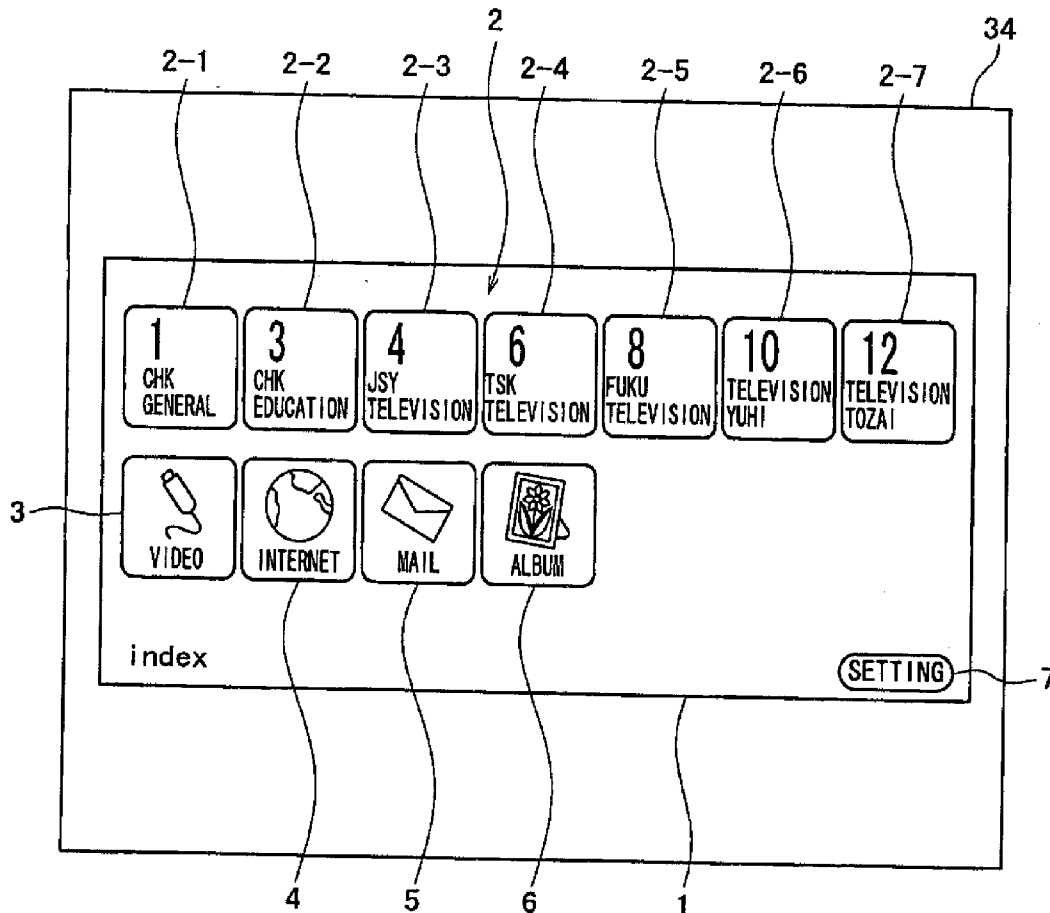 2
34
2-1 2-2 2-3 2-4 2-5 2-6 2-7
1
CHK
GENERAL
3
CHK
EDUCATION
4
JSY
TELEVISION
6
TSK
TELEVISION
8
FUKU
TELEVISION
10
TELEVISION
YUHI
12
TELEVISION
TOZAI
3
VIDEO
INTERNET
MAIL
ALBUM
index
SETTING
7
4 5 6 1